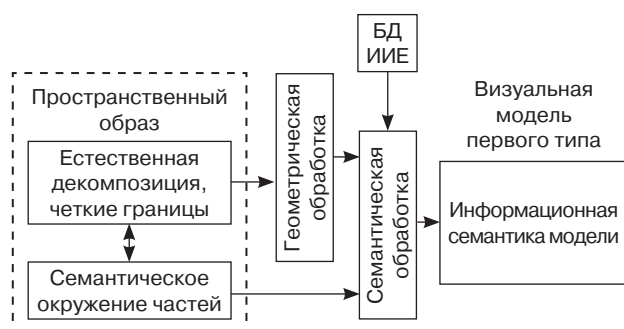 БД
ИИЕ
Пространственный
образ
Естественная
декомпозиция,
четкие границы
Семантическое
окружение частей
Геометрическая
обработка
Семантическая
обработка
Визуальная
модель
первого типа
Информационная
семантика модели